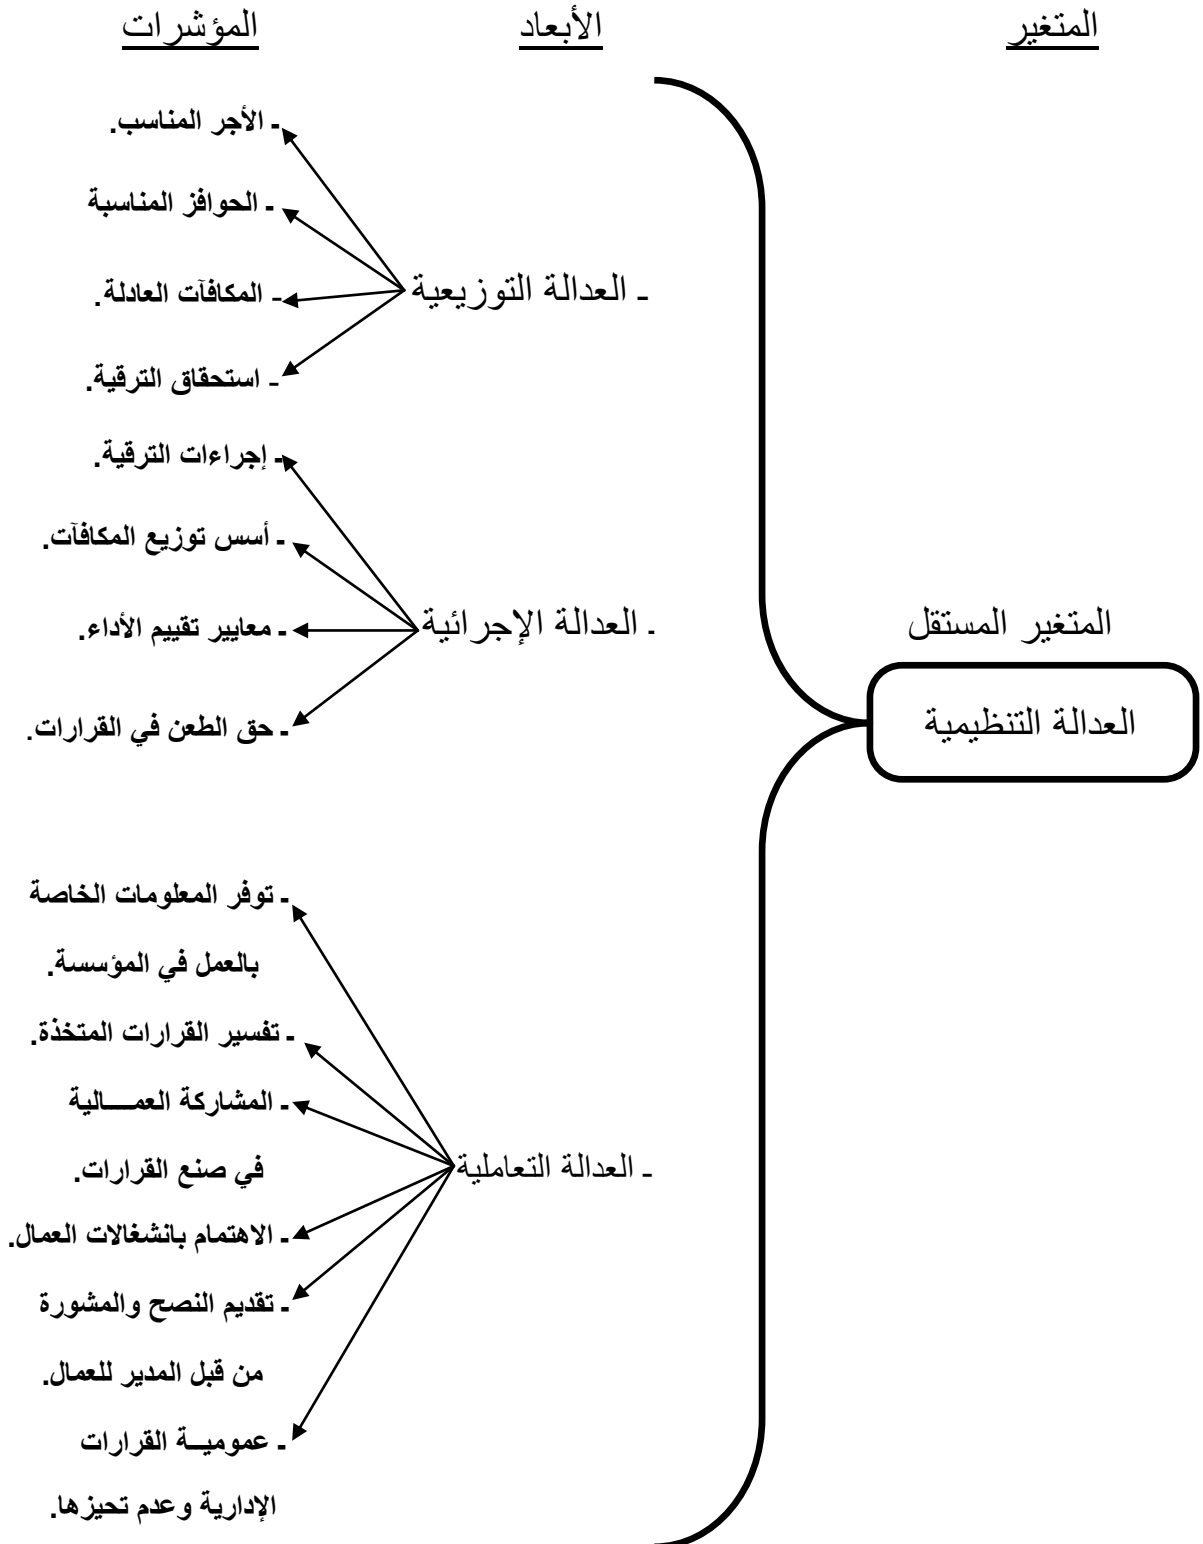 المتغير
الأبعاد
المؤشرات
المتغير المستقل
العدالة التنظيمية
ـ العدالة التوزيعية
ـ الأجر المناسب.
ـ الحوافز المناسبة
- المكافآت العادلة.
- استحقاق الترقية.
ـ العدالة الإجرائية
ـ إجراءات الترقية.
ـ أسس توزيع المكافآت.
ـ معايير تقييم الأداء.
ـ حق الطعن في القرارات.
ـ العدالة التعاملية
ـ توفر المعلومات الخاصة
بالعمل في المؤسسة.
ـ تفسير القرارات المتخذة.
ـ المشاركة العمـــالية
في صنع القرارات.
ـ الاهتمام بانشغالات العمال.
ـ تقديم النصح والمشورة
من قبل المدير للعمال.
ـ عموميــة القرارات
الإدارية وعدم تحيزها.